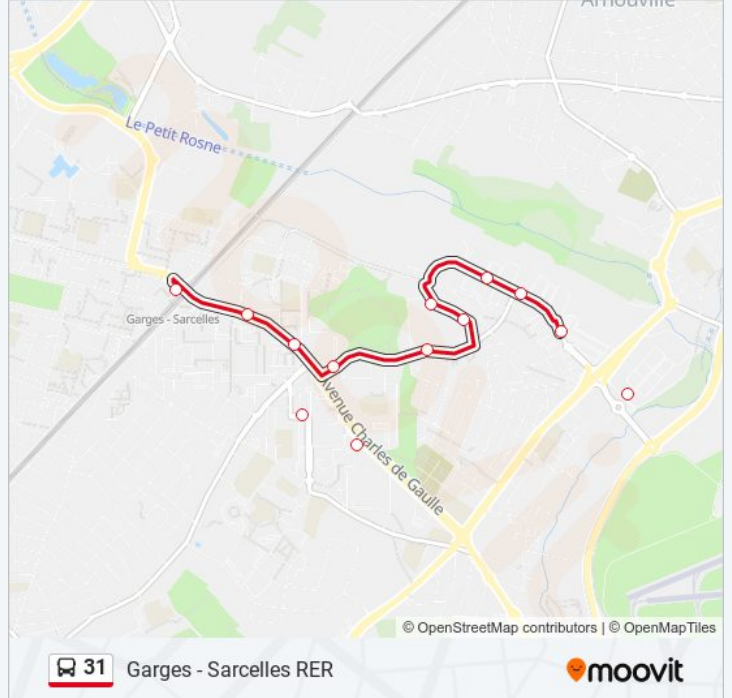 Arnouville
Le Petit Rosne
Garges - Sarcelles
Avenue Charles de Gaulle
© OpenStreetMap contributors | © OpenMapTiles
31 Garges - Sarcelles RER
moovit